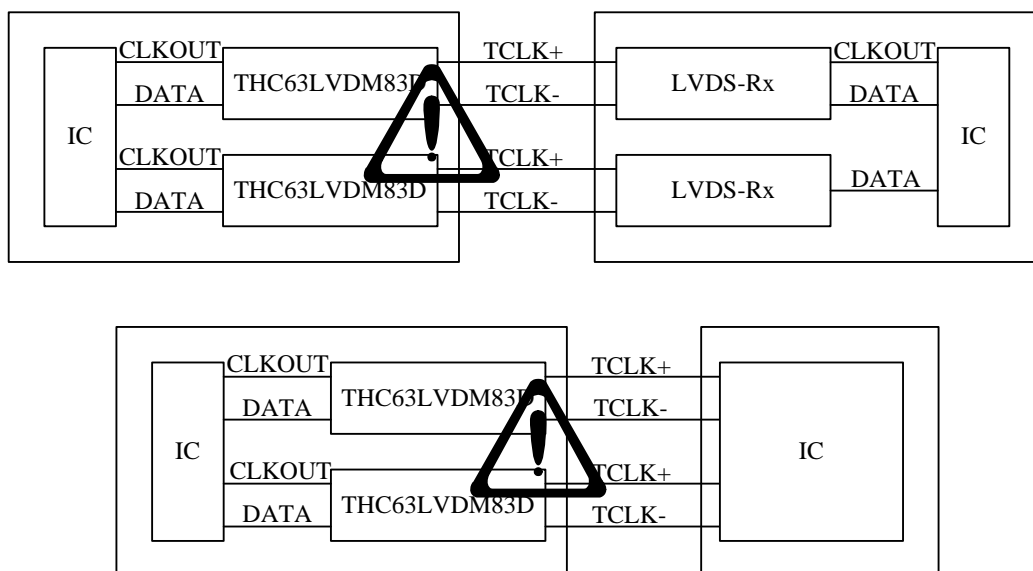 CLKOUT TCLK+ CLKOUT
THC63LVDM83D
DATA TCLK- LVDS-Rx DATA
IC IC
CLKOUT TCLK+
THC63LVDM83D LVDS-Rx DATA
DATA TCLK-
CLKOUT TCLK+
THC63LVDM83D
DATA TCLK-
IC IC
CLKOUT TCLK+
THC63LVDM83D
DATA TCLK-